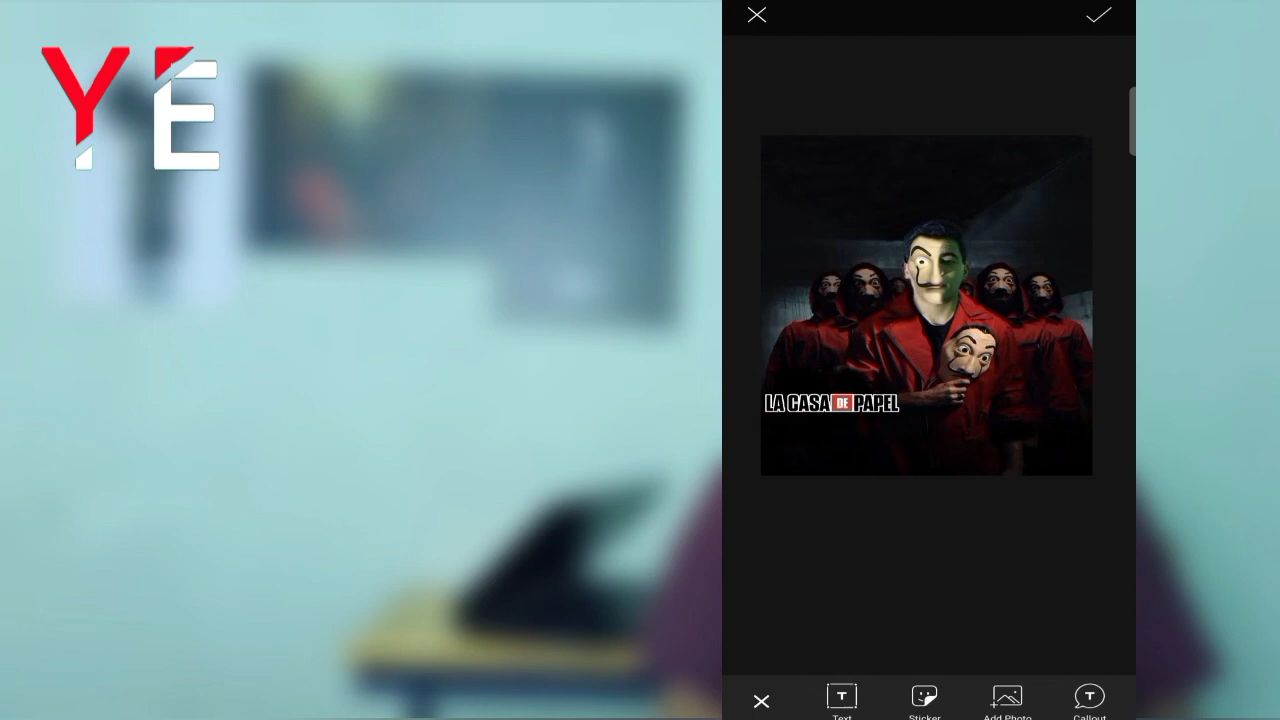 YE
LA CASA DE PAPEL
Text
Sticker
Add Photo
Callout